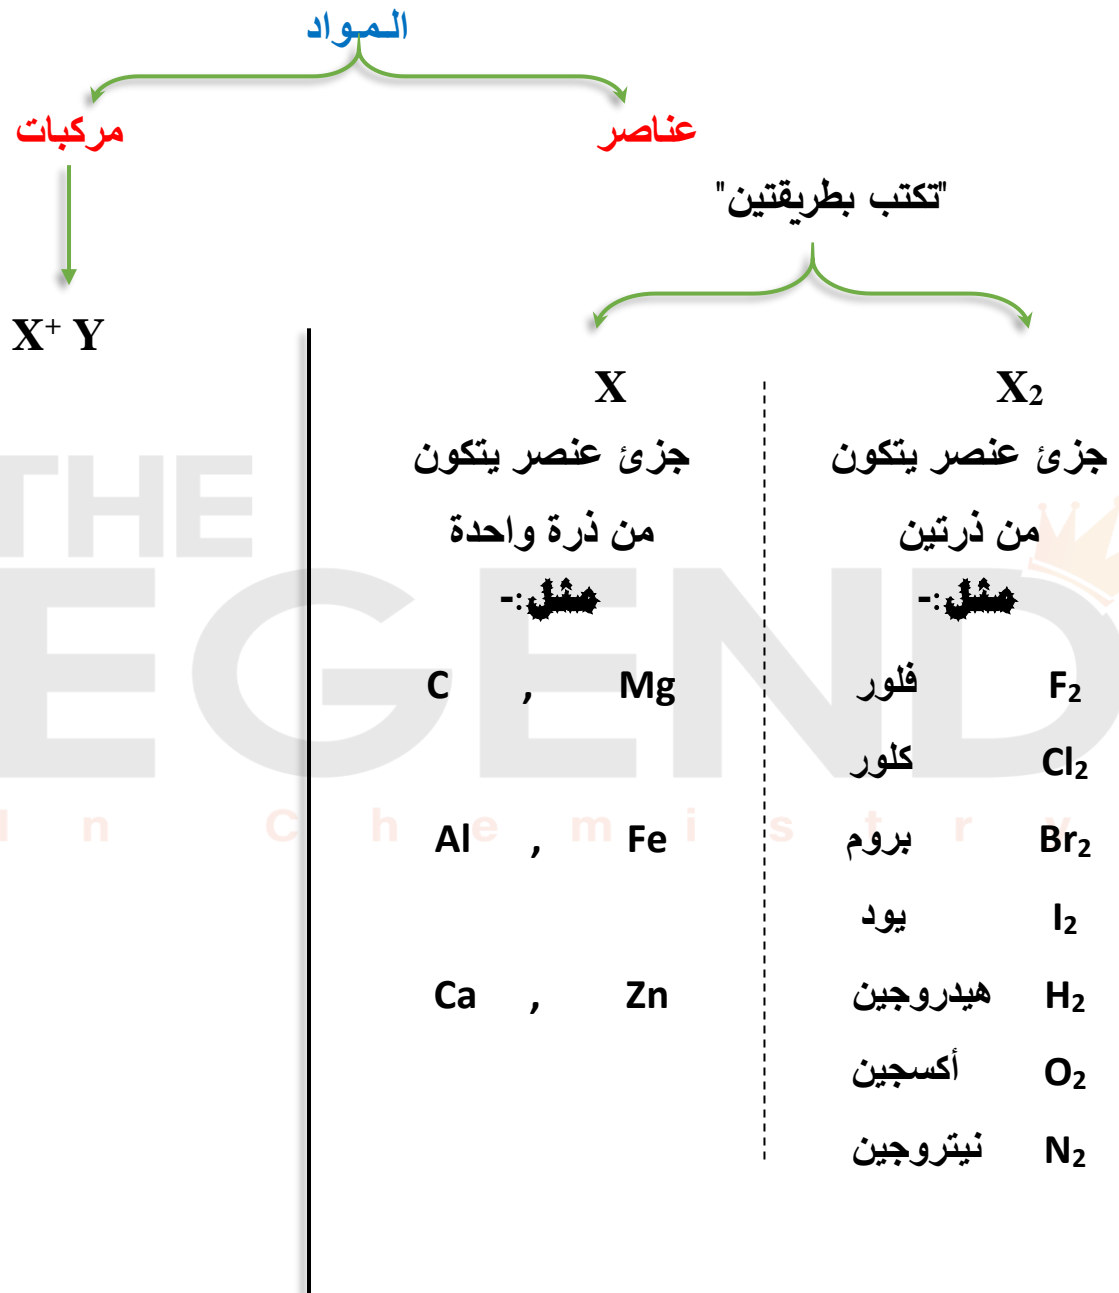 المواد
عناصر
مركبات
"تكتب بطريقتين"
X⁺ Y
X₂
جزئ عنصر يتكون
من ذرتين
مثل:-
F₂ فلور
Cl₂ كلور
Br₂ بروم
I₂ يود
H₂ هيدروجين
O₂ أكسجين
N₂ نيتروجين
X
جزئ عنصر يتكون
من ذرة واحدة
مثل:-
C , Mg
Al , Fe
Ca , Zn
THE
EGEND
In Chemistry